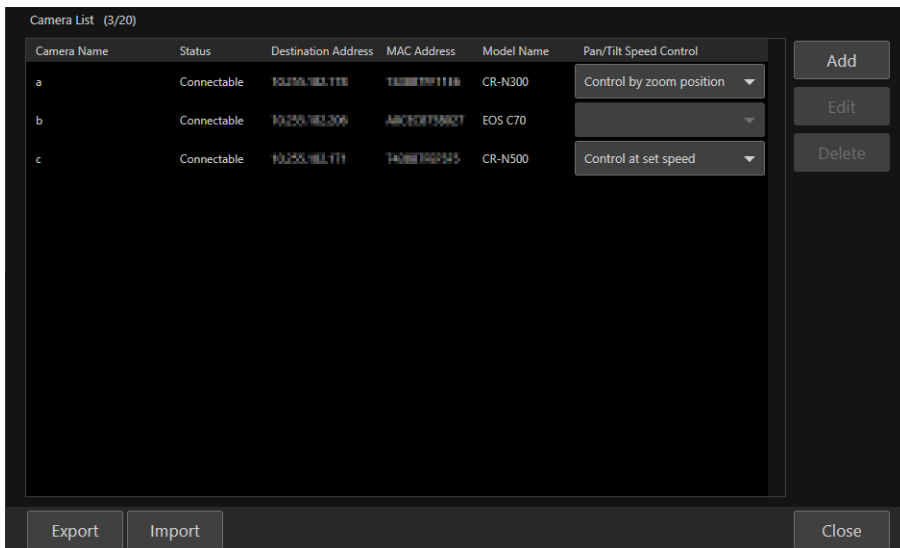 Camera List (3/20)
Camera Name Status Destination Address MAC Address Model Name Pan/Tilt Speed Control
Add
a Connectable CR-N300 Control by zoom position
Edit
b Connectable EOS C70
Delete
c Connectable CR-N500 Control at set speed
Export Import Close